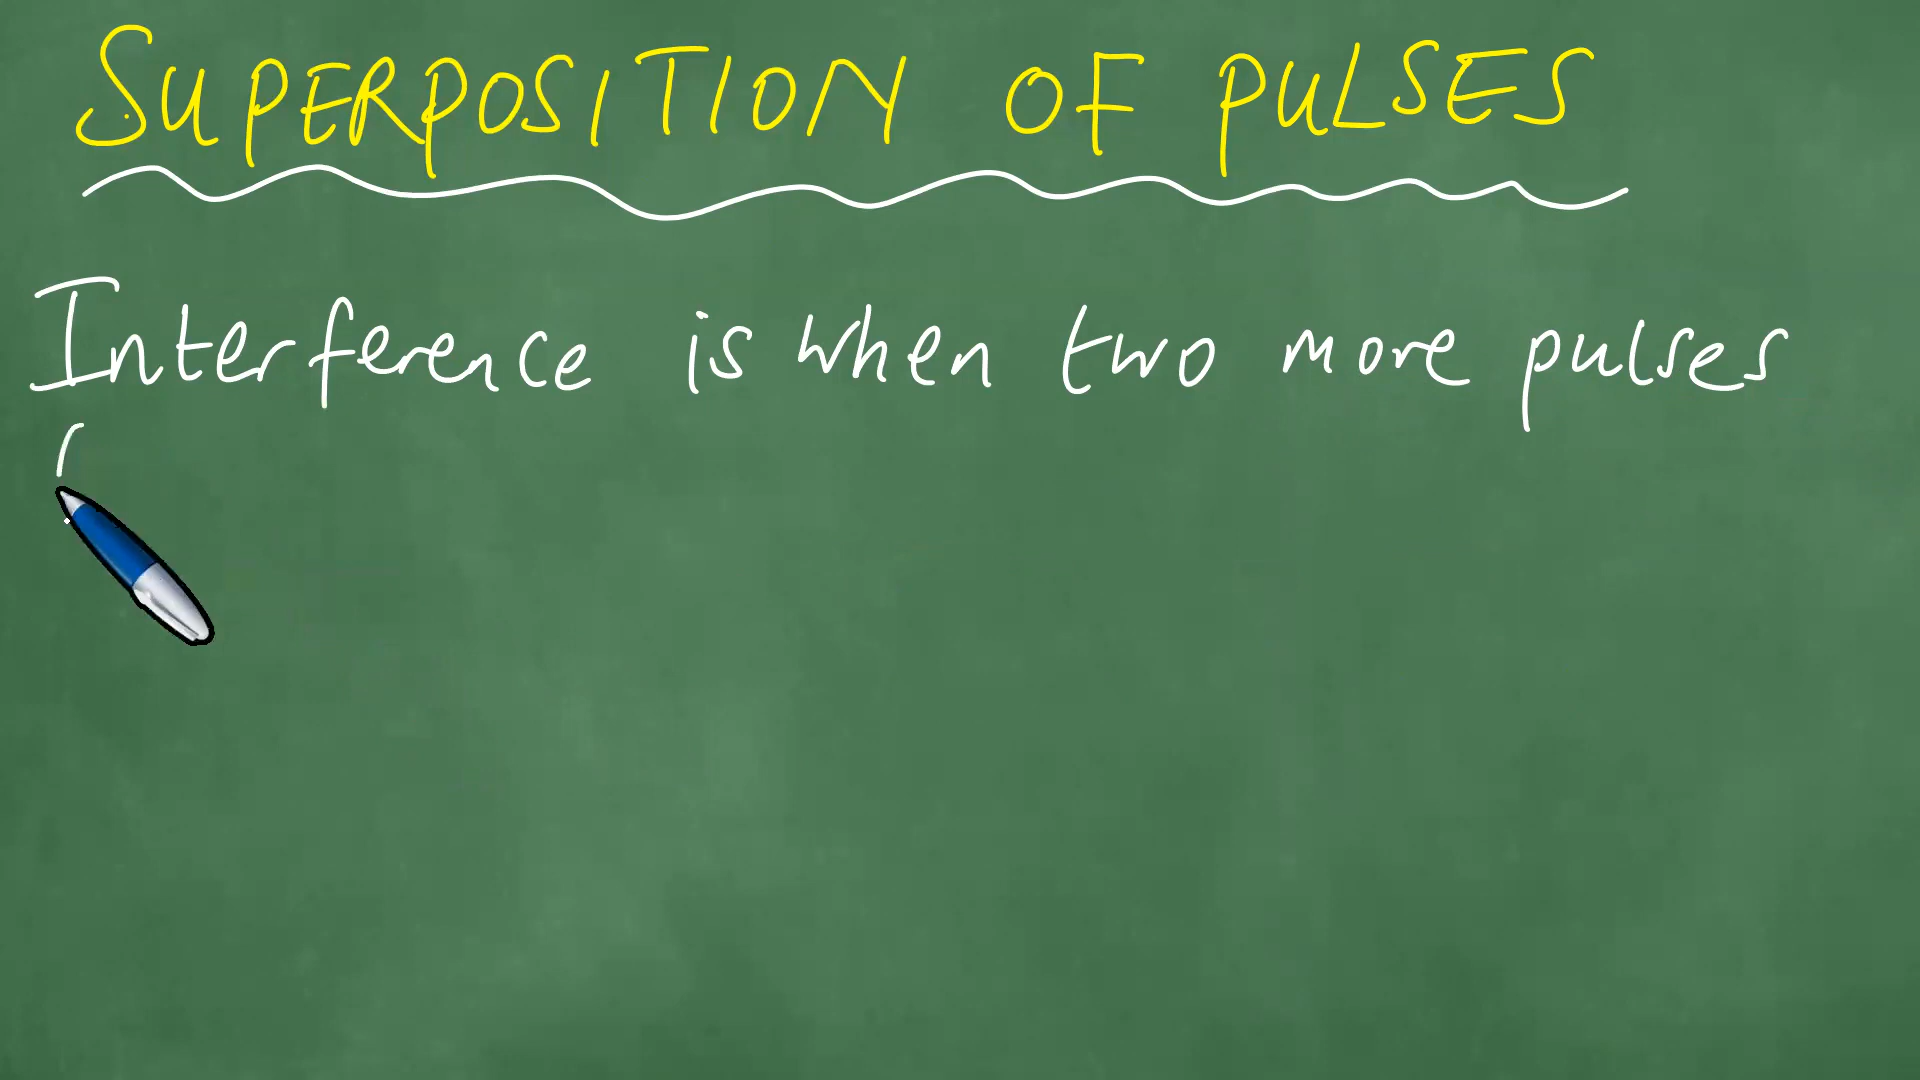 SUPERPOSITION OF PULSES
Interference is when two more pulses